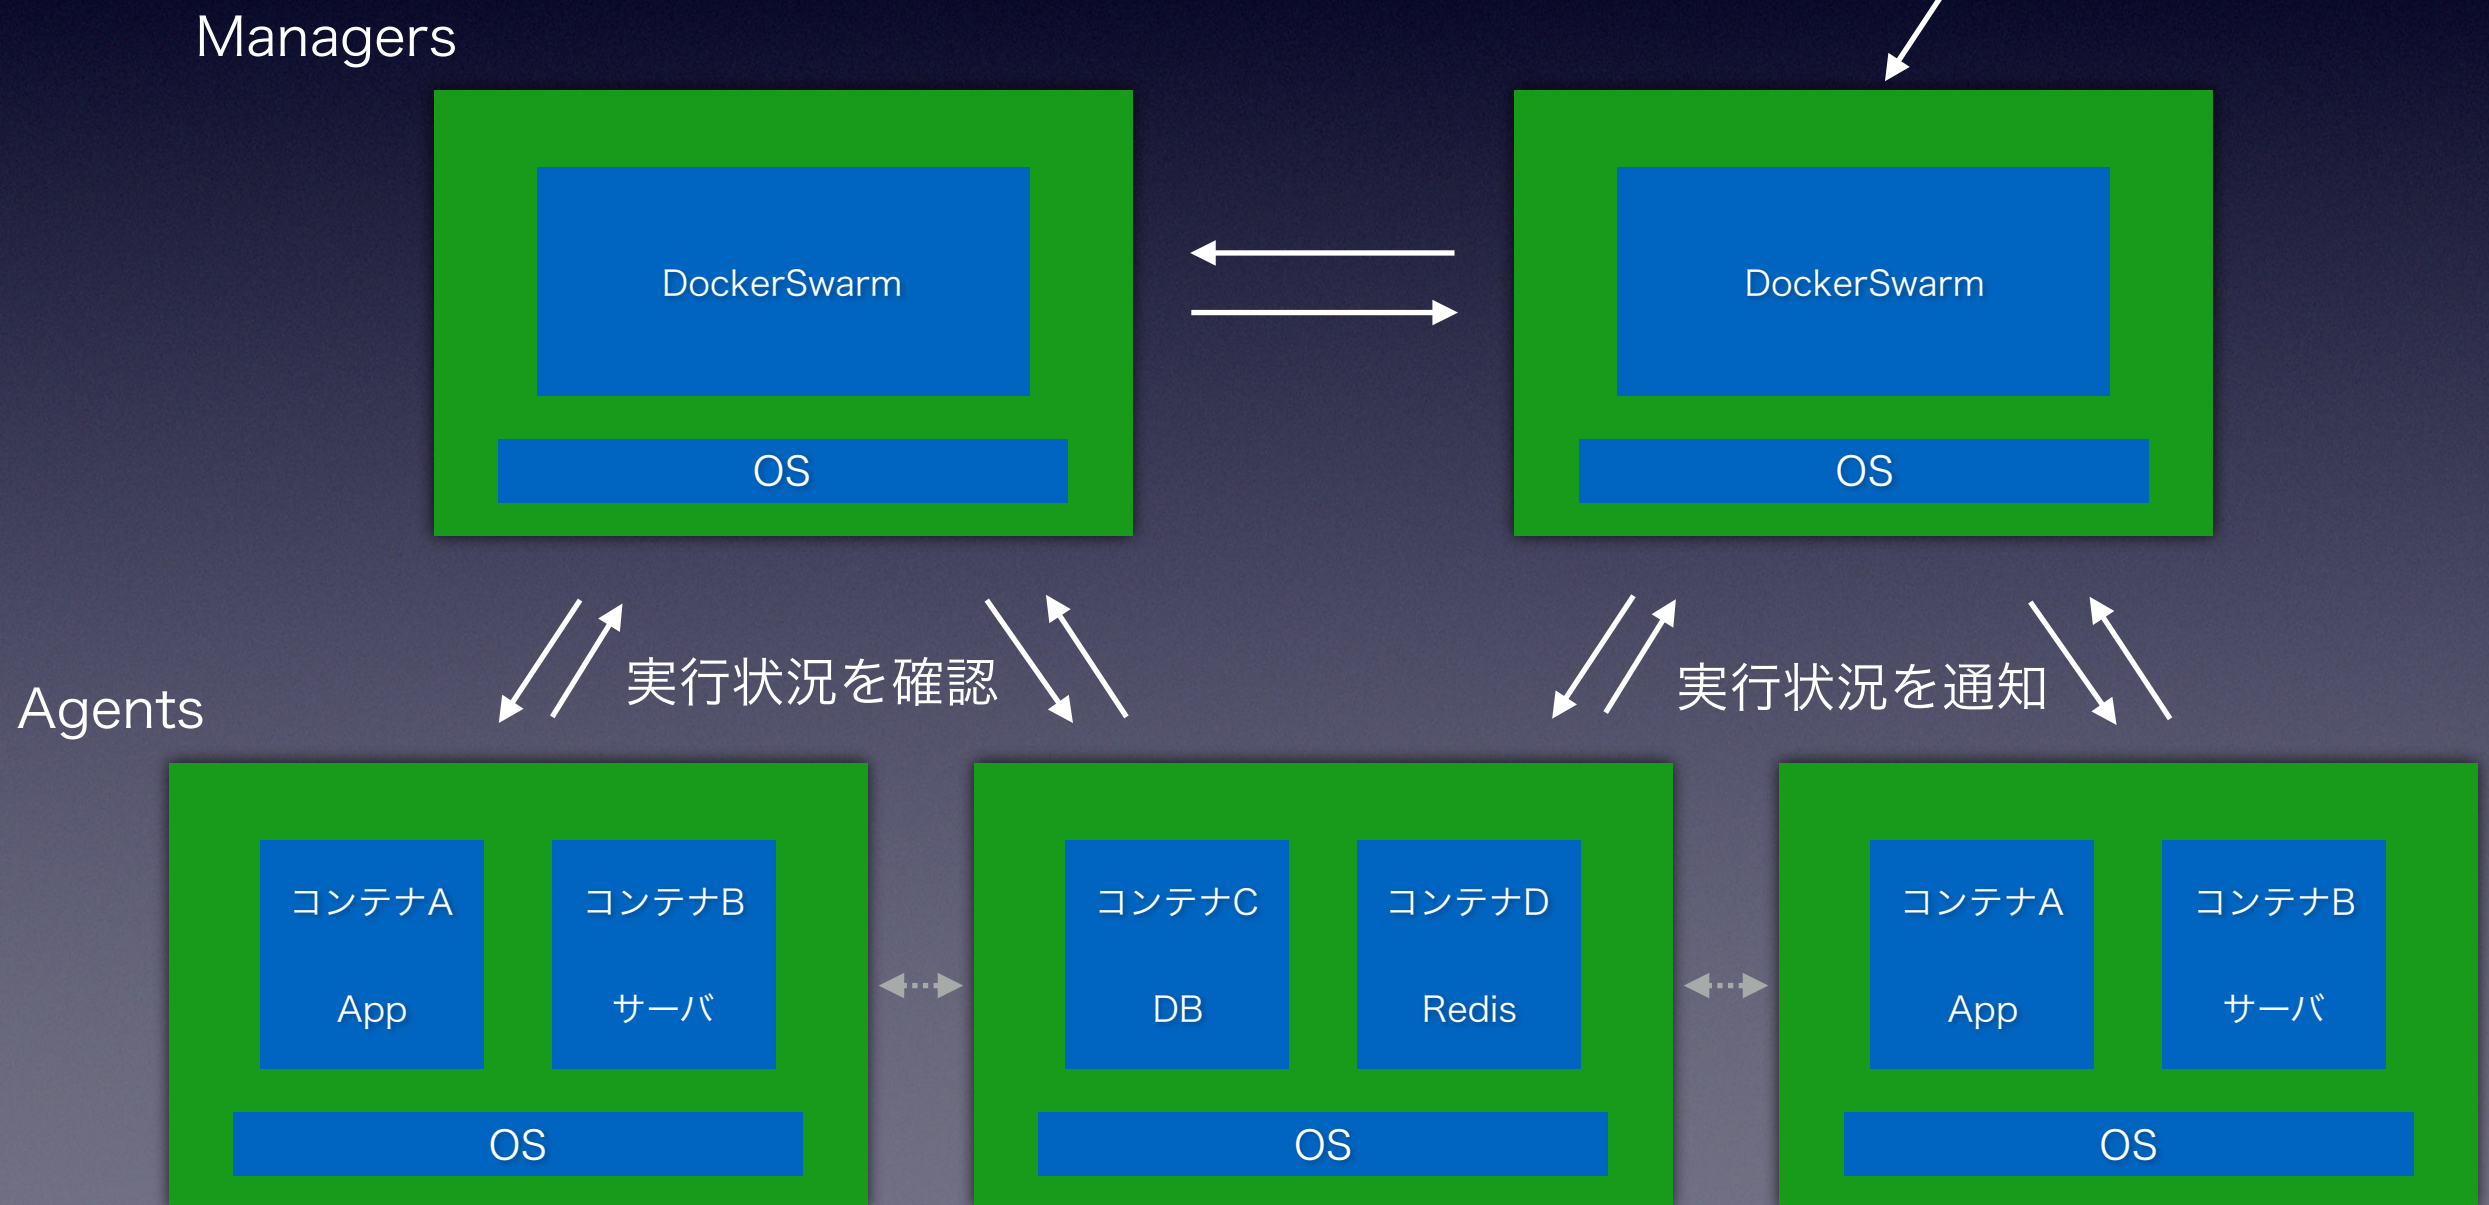 Managers
DockerSwarm
DockerSwarm
OS
OS
実行状況を確認
実行状況を通知
Agents
コンテナA
コンテナB
コンテナC
コンテナD
コンテナA
コンテナB
App
サーバ
DB
Redis
App
サーバ
OS
OS
OS